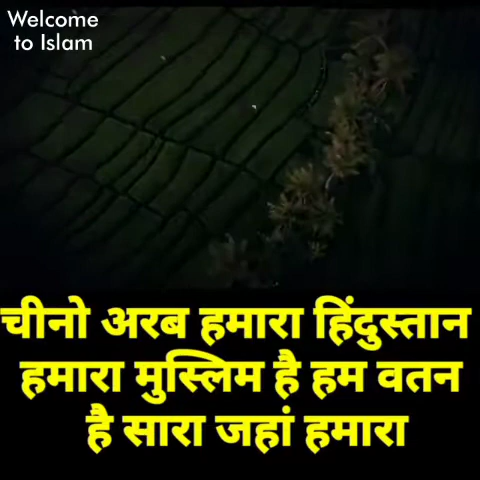 Welcome
to Islam
चीनो अरब हमारा हिंदुस्तान
हमारा मुस्लिम है हम वतन
है सारा जहां हमारा